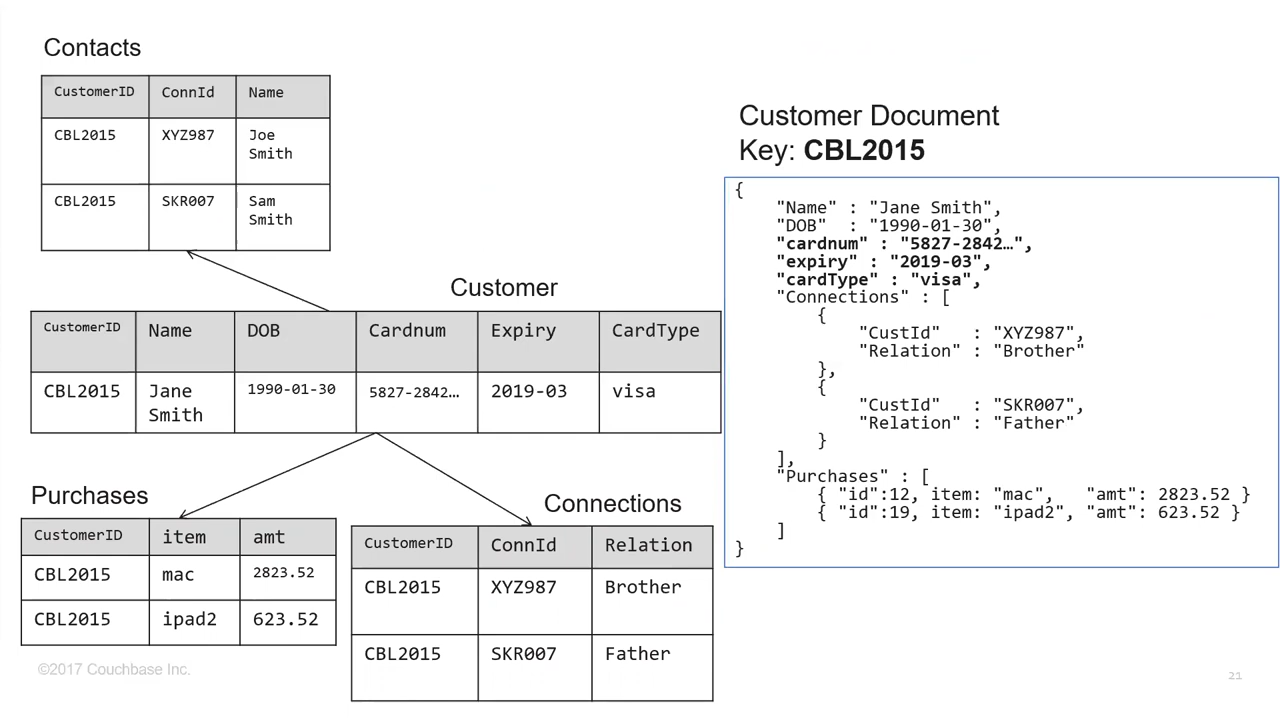 Contacts
CustomerID ConnId Name
CBL2015 XYZ987 Joe
Smith
CBL2015 SKR007 Sam
Smith
Customer
CustomerID Name DOB Cardnum Expiry CardType
CBL2015 Jane 1990-01-30 5827-2842… 2019-03 visa
Smith
Purchases
CustomerID item amt
CBL2015 mac 2823.52
CBL2015 ipad2 623.52
Connections
CustomerID ConnId Relation
CBL2015 XYZ987 Brother
CBL2015 SKR007 Father
Customer Document
Key: CBL2015
{
"Name" : "Jane Smith",
"DOB" : "1990-01-30",
"cardnum" : "5827-2842…",
"expiry" : "2019-03",
"cardType" : "visa",
"Connections" : [
{
"CustId" : "XYZ987",
"Relation" : "Brother"
},
{
"CustId" : "SKR007",
"Relation" : "Father"
}
],
"Purchases" : [
{ "id":12, item: "mac", "amt": 2823.52 }
{ "id":19, item: "ipad2", "amt": 623.52 }
]
}
©2017 Couchbase Inc.
21